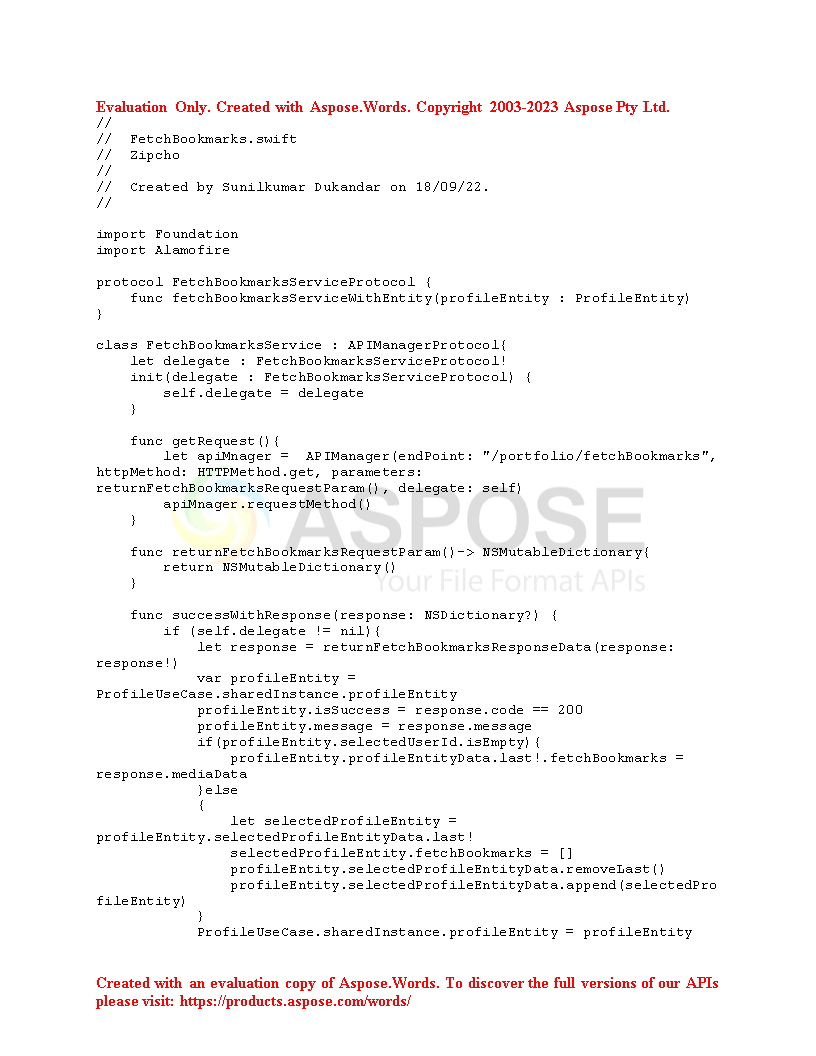 Evaluation Only. Created with Aspose.Words. Copyright 2003-2023 Aspose Pty Ltd.
//
//  FetchBookmarks.swift
//  Zipcho
//
//  Created by Sunilkumar Dukandar on 18/09/22.
//
import Foundation
import Alamofire
protocol FetchBookmarksServiceProtocol {
    func fetchBookmarksServiceWithEntity(profileEntity : ProfileEntity)
}
class FetchBookmarksService : APIManagerProtocol{
    let delegate : FetchBookmarksServiceProtocol!
    init(delegate : FetchBookmarksServiceProtocol) {
        self.delegate = delegate
    }
    func getRequest(){
        let apiMnager =  APIManager(endPoint: "/portfolio/fetchBookmarks",
httpMethod: HTTPMethod.get, parameters:
returnFetchBookmarksRequestParam(), delegate: self)
        apiMnager.requestMethod()
    }
ASPOSE
    func returnFetchBookmarksRequestParam()-> NSMutableDictionary{
        return NSMutableDictionary()
Your File Format APIs
    }
    func successWithResponse(response: NSDictionary?) {
        if (self.delegate != nil){
            let response = returnFetchBookmarksResponseData(response:
response!)
            var profileEntity =
ProfileUseCase.sharedInstance.profileEntity
            profileEntity.isSuccess = response.code == 200
            profileEntity.message = response.message
            if(profileEntity.selectedUserId.isEmpty){
                profileEntity.profileEntityData.last!.fetchBookmarks =
response.mediaData
            }else
            {
                let selectedProfileEntity =
profileEntity.selectedProfileEntityData.last!
                selectedProfileEntity.fetchBookmarks = []
                profileEntity.selectedProfileEntityData.removeLast()
                profileEntity.selectedProfileEntityData.append(selectedPro
fileEntity)
            }
            ProfileUseCase.sharedInstance.profileEntity = profileEntity
Created with an evaluation copy of Aspose.Words. To discover the full versions of our APIs
please visit: https://products.aspose.com/words/